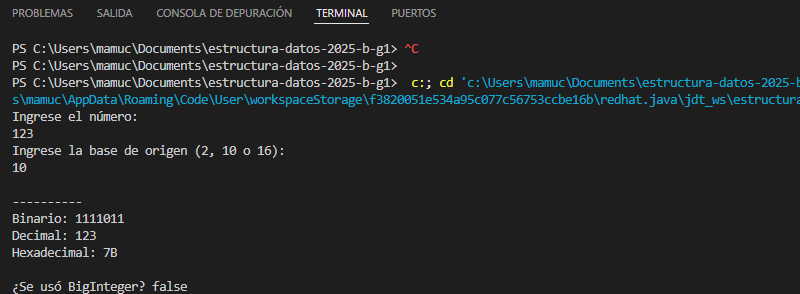 PROBLEMAS SALIDA CONSOLA DE DEPURACIÓN TERMINAL PUERTOS
PS C:\Users\mamuc\Documents\estructura-datos-2025-b-g1> ^C
PS C:\Users\mamuc\Documents\estructura-datos-2025-b-g1>
PS C:\Users\mamuc\Documents\estructura-datos-2025-b-g1>  c:; cd 'c:\Users\mamuc\Documents\estructura-datos-2025-b
s\mamuc\AppData\Roaming\Code\User\workspaceStorage\f3820051e534a95c077c56753ccbe16b\redhat.java\jdt_ws\estructura
Ingrese el número:
123
Ingrese la base de origen (2, 10 o 16):
10
----------
Binario: 1111011
Decimal: 123
Hexadecimal: 7B
¿Se usó BigInteger? false